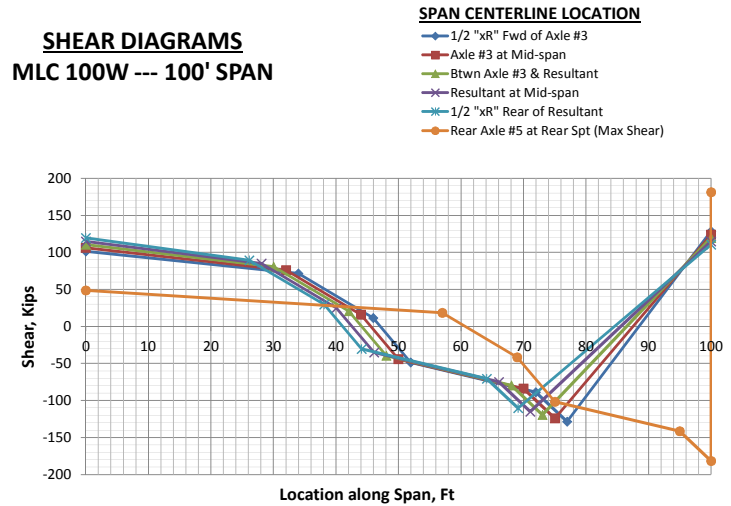 SPAN CENTERLINE LOCATION
SHEAR DIAGRAMS
MLC 100W --- 100' SPAN
1/2 "xR" Fwd of Axle #3
Axle #3 at Mid-span
Btwn Axle #3 & Resultant
Resultant at Mid-span
1/2 "xR" Rear of Resultant
Rear Axle #5 at Rear Spt (Max Shear)
Shear, Kips
200
150
100
50
0
-50
-100
-150
-200
0 10 20 30 40 50 60 70 80 90 100
Location along Span, Ft